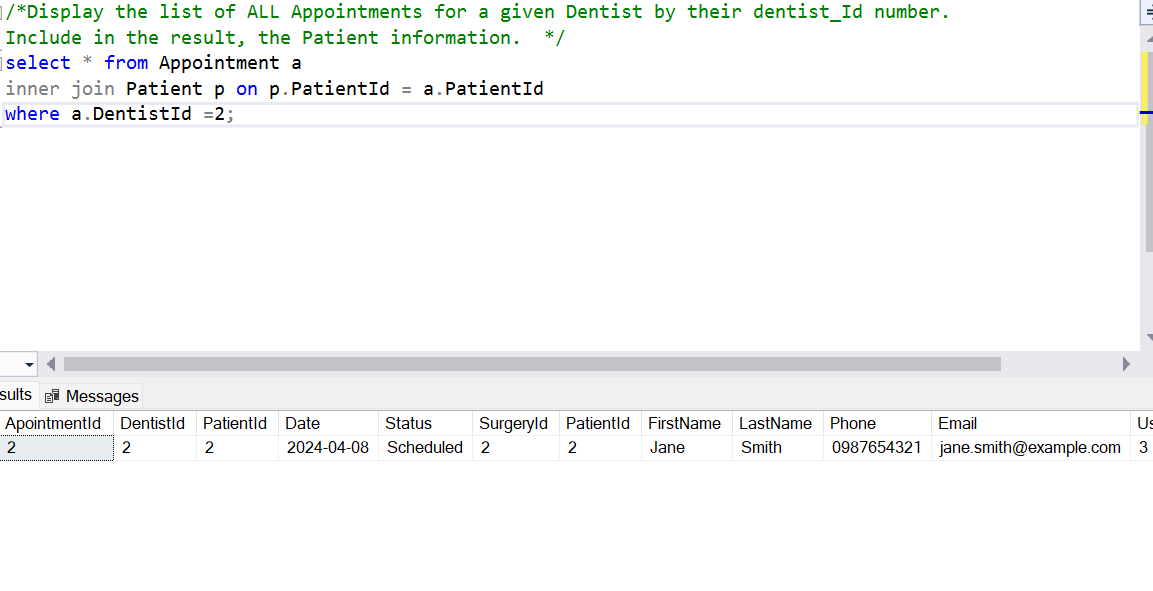 /*Display the list of ALL Appointments for a given Dentist by their dentist_Id number.
Include in the result, the Patient information.  */
select * from Appointment a
inner join Patient p on p.PatientId = a.PatientId
where a.DentistId =2;
sults Messages
ApointmentId DentistId PatientId Date Status SurgeryId PatientId FirstName LastName Phone Email Us
2 2 2 2024-04-08 Scheduled 2 2 Jane Smith 0987654321 jane.smith@example.com 3